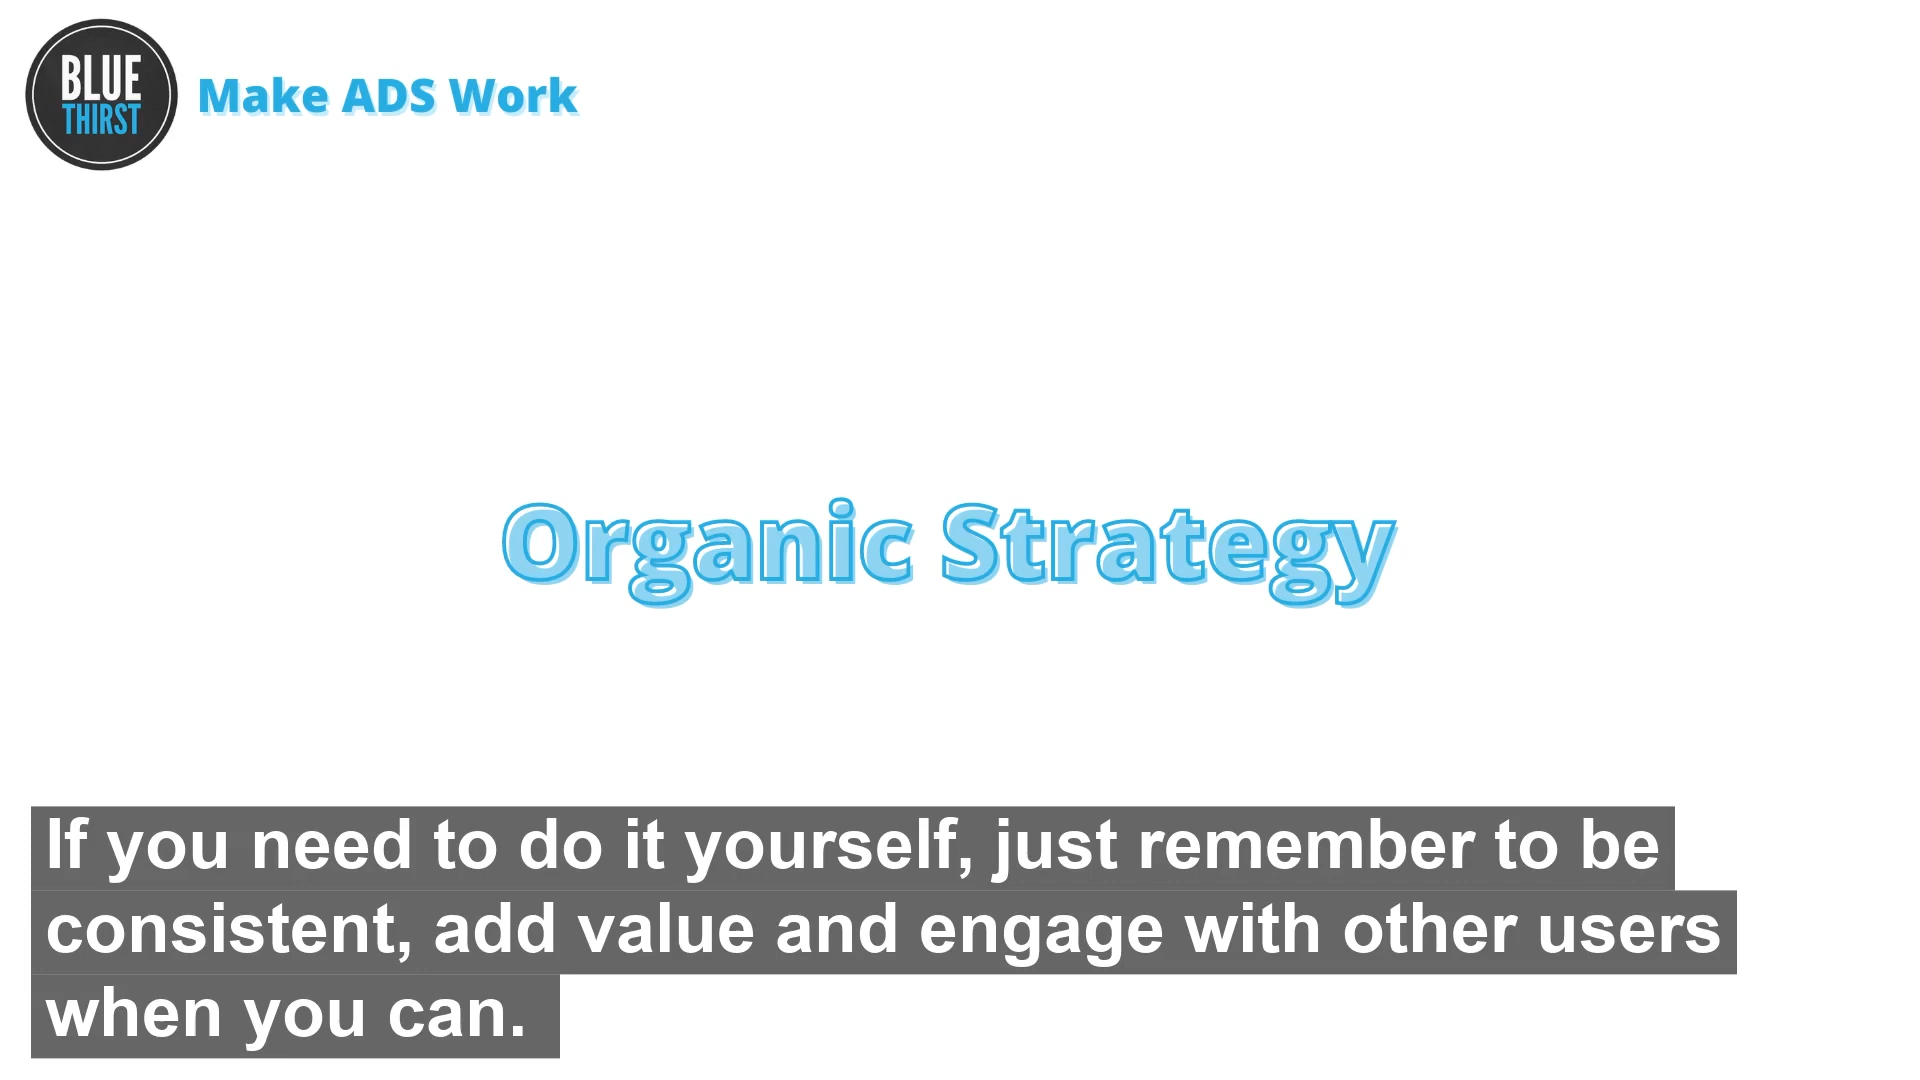 BLUE
THIRST
Make ADS Work
Organic Strategy
If you need to do it yourself, just remember to be
consistent, add value and engage with other users
when you can.